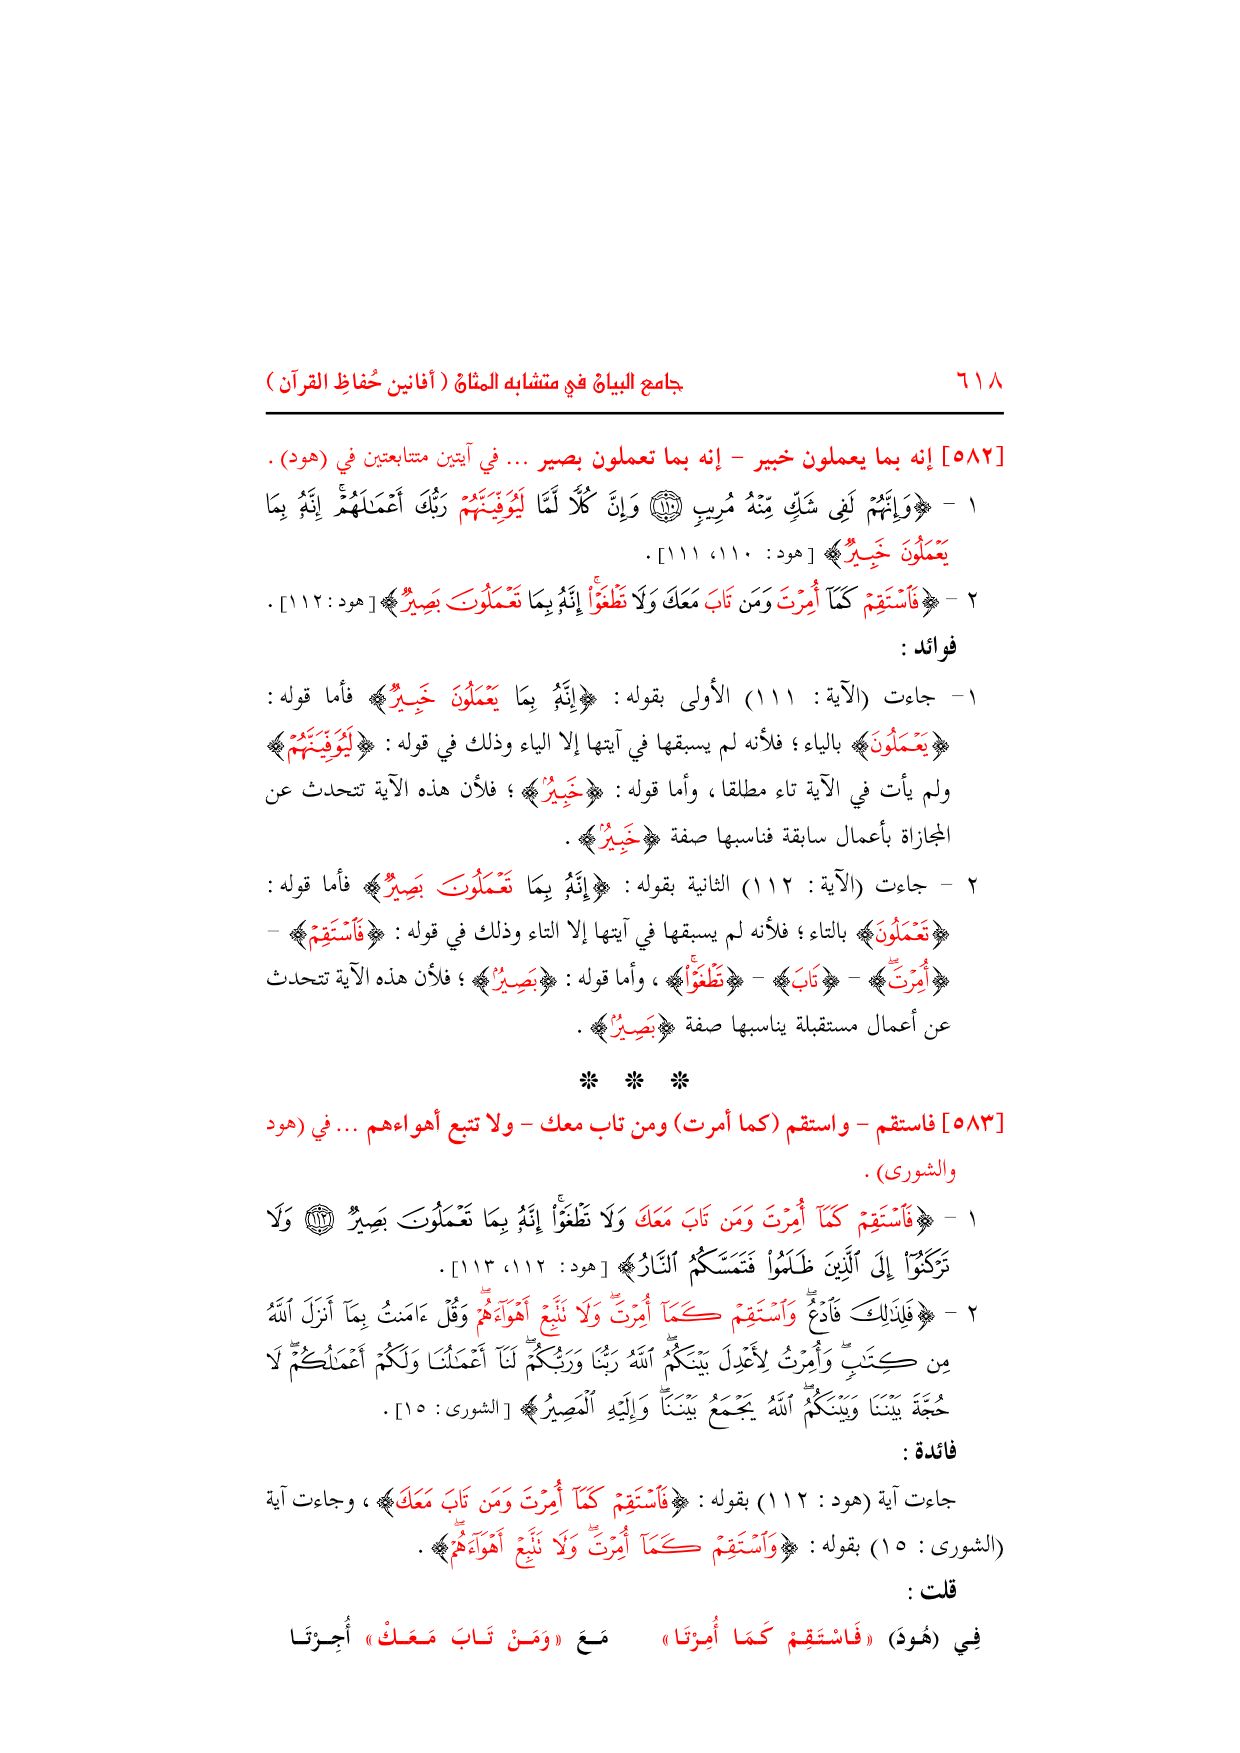 ٦١٨ جامع البيان في متشابه المثان ( أفانين حُفاظِ القرآن )
[٥٨٢] إنه بما يعملون خبير – إنه بما تعملون بصير ... في آيتين متتابعتين في (هود) .
١ – ﴿وَإِنَّهُمۡ لَفِي شَكّٖ مِّنۡهُ مُرِيبٖ ١١٠ وَإِنَّ كُلّٗا لَّمَّا لَيُوَفِّيَنَّهُمۡ رَبُّكَ أَعۡمَٰلَهُمۡۚ إِنَّهُۥ بِمَا
يَعۡمَلُونَ خَبِيرٞ﴾ [هود: ١١٠، ١١١] .
٢ – ﴿فَٱسۡتَقِمۡ كَمَآ أُمِرۡتَ وَمَن تَابَ مَعَكَ وَلَا تَطۡغَوۡاْۚ إِنَّهُۥ بِمَا تَعۡمَلُونَ بَصِيرٞ﴾ [هود: ١١٢] .
فوائد :
١– جاءت (الآية : ١١١) الأولى بقوله : ﴿إِنَّهُۥ بِمَا يَعۡمَلُونَ خَبِيرٞ﴾ فأما قوله :
﴿يَعۡمَلُونَ﴾ بالياء ؛ فلأنه لم يسبقها في آيتها إلا الياء وذلك في قوله : ﴿لَيُوَفِّيَنَّهُمۡ﴾
ولم يأت في الآية تاء مطلقا ، وأما قوله : ﴿خَبِيرُۢ﴾ ؛ فلأن هذه الآية تتحدث عن
المجازاة بأعمال سابقة فناسبها صفة ﴿خَبِيرُۢ﴾ .
٢ – جاءت (الآية : ١١٢) الثانية بقوله : ﴿إِنَّهُۥ بِمَا تَعۡمَلُونَ بَصِيرٞ﴾ فأما قوله :
﴿تَعۡمَلُونَ﴾ بالتاء ؛ فلأنه لم يسبقها في آيتها إلا التاء وذلك في قوله : ﴿فَٱسۡتَقِمۡ﴾ –
﴿أُمِرۡتَۖ﴾ – ﴿تَابَ﴾ – ﴿تَطۡغَوۡاْۚ﴾ ، وأما قوله : ﴿بَصِيرُۢ﴾ ؛ فلأن هذه الآية تتحدث
عن أعمال مستقبلة يناسبها صفة ﴿بَصِيرُۢ﴾ .
* * *
[٥٨٣] فاستقم – واستقم (كما أمرت) ومن تاب معك – ولا تتبع أهواءهم ... في (هود
والشورى) .
١ – ﴿فَٱسۡتَقِمۡ كَمَآ أُمِرۡتَ وَمَن تَابَ مَعَكَ وَلَا تَطۡغَوۡاْۚ إِنَّهُۥ بِمَا تَعۡمَلُونَ بَصِيرٞ ١١٢ وَلَا
تَرۡكَنُوٓاْ إِلَى ٱلَّذِينَ ظَلَمُواْ فَتَمَسَّكُمُ ٱلنَّارُ﴾ [هود: ١١٢، ١١٣] .
٢ – ﴿فَلِذَٰلِكَ فَٱدۡعُۖ وَٱسۡتَقِمۡ كَمَآ أُمِرۡتَۖ وَلَا تَتَّبِعۡ أَهۡوَآءَهُمۡۖ وَقُلۡ ءَامَنتُ بِمَآ أَنزَلَ ٱللَّهُ
مِن كِتَٰبٖۖ وَأُمِرۡتُ لِأَعۡدِلَ بَيۡنَكُمُۖ ٱللَّهُ رَبُّنَا وَرَبُّكُمۡۖ لَنَآ أَعۡمَٰلُنَا وَلَكُمۡ أَعۡمَٰلُكُمۡۖ لَا
حُجَّةَ بَيۡنَنَا وَبَيۡنَكُمُۖ ٱللَّهُ يَجۡمَعُ بَيۡنَنَاۖ وَإِلَيۡهِ ٱلۡمَصِيرُ﴾ [الشورى: ١٥] .
فائدة :
جاءت آية (هود : ١١٢) بقوله : ﴿فَٱسۡتَقِمۡ كَمَآ أُمِرۡتَ وَمَن تَابَ مَعَكَ﴾ ، وجاءت آية
(الشورى : ١٥) بقوله : ﴿وَٱسۡتَقِمۡ كَمَآ أُمِرۡتَۖ وَلَا تَتَّبِعۡ أَهۡوَآءَهُمۡۖ﴾ .
قلت :
فِي (هُودَ) «فَاسْتَقِمْ كَمَا أُمِرْتَا» مَعَ «وَمَنْ تَابَ مَعَكْ» أُجِرْتَا